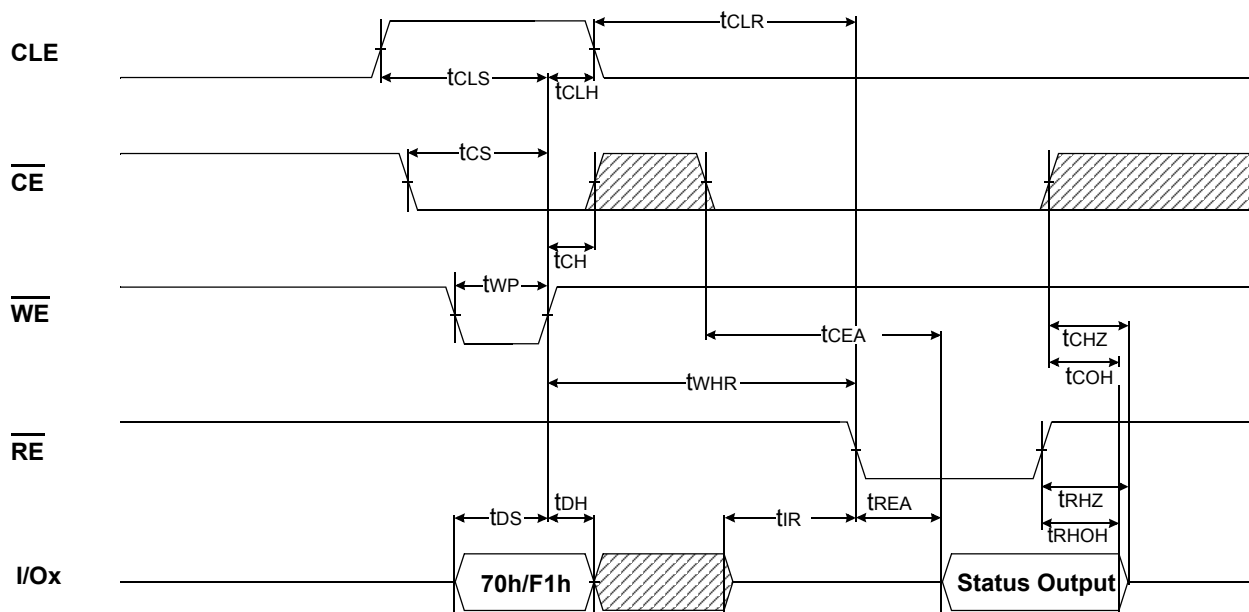 tCLR
CLE
tCLS
tCLH
tCS
CE
tCH
tWP
WE
tCEA
tCHZ
tCOH
tWHR
RE
tDH
tREA
tRHZ
tDS
tIR
tRHOH
I/Ox
70h/F1h
Status Output